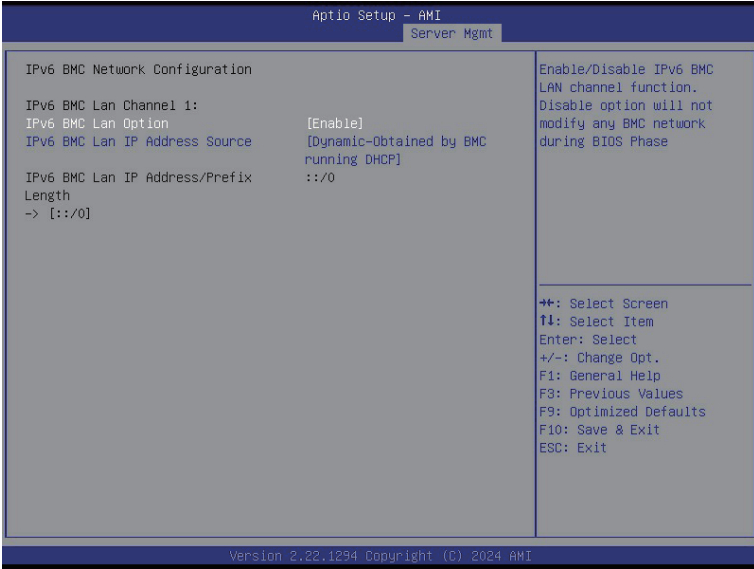 Aptio Setup – AMI
Server Mgmt
IPv6 BMC Network Configuration
IPv6 BMC Lan Channel 1:
IPv6 BMC Lan Option [Enable]
IPv6 BMC Lan IP Address Source [Dynamic-Obtained by BMC
running DHCP]
IPv6 BMC Lan IP Address/Prefix ::/0
Length
-> [::/0]
Enable/Disable IPv6 BMC
LAN channel function.
Disable option will not
modify any BMC network
during BIOS Phase
→←: Select Screen
↑↓: Select Item
Enter: Select
+/-: Change Opt.
F1: General Help
F3: Previous Values
F9: Optimized Defaults
F10: Save & Exit
ESC: Exit
Version 2.22.1294 Copyright (C) 2024 AMI